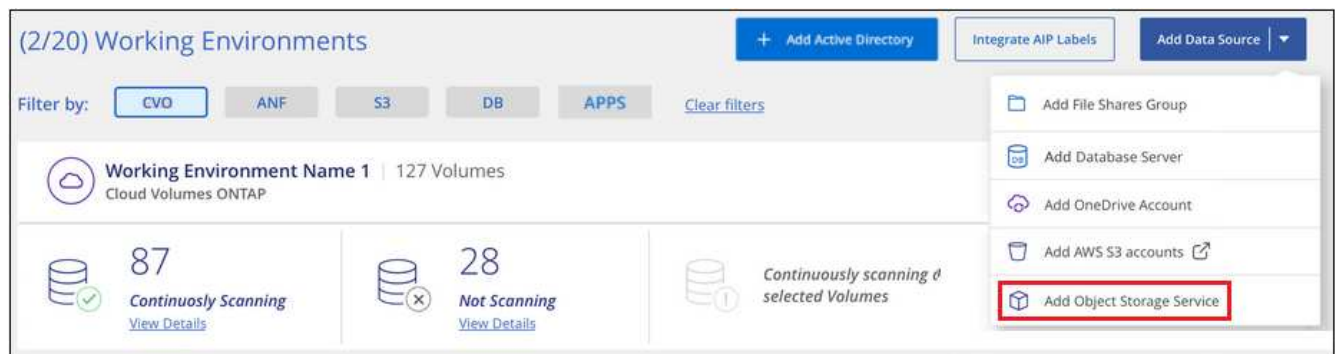 (2/20) Working Environments
+ Add Active Directory
Integrate AIP Labels
Add Data Source
Filter by:
CVO
ANF
S3
DB
APPS
Clear filters
Add File Shares Group
DB
Add Database Server
Working Environment Name 1 | 127 Volumes
Cloud Volumes ONTAP
Add OneDrive Account
Add AWS S3 accounts
Add Object Storage Service
87
Continuosly Scanning
View Details
28
Not Scanning
View Details
Continuously scanning
selected Volumes